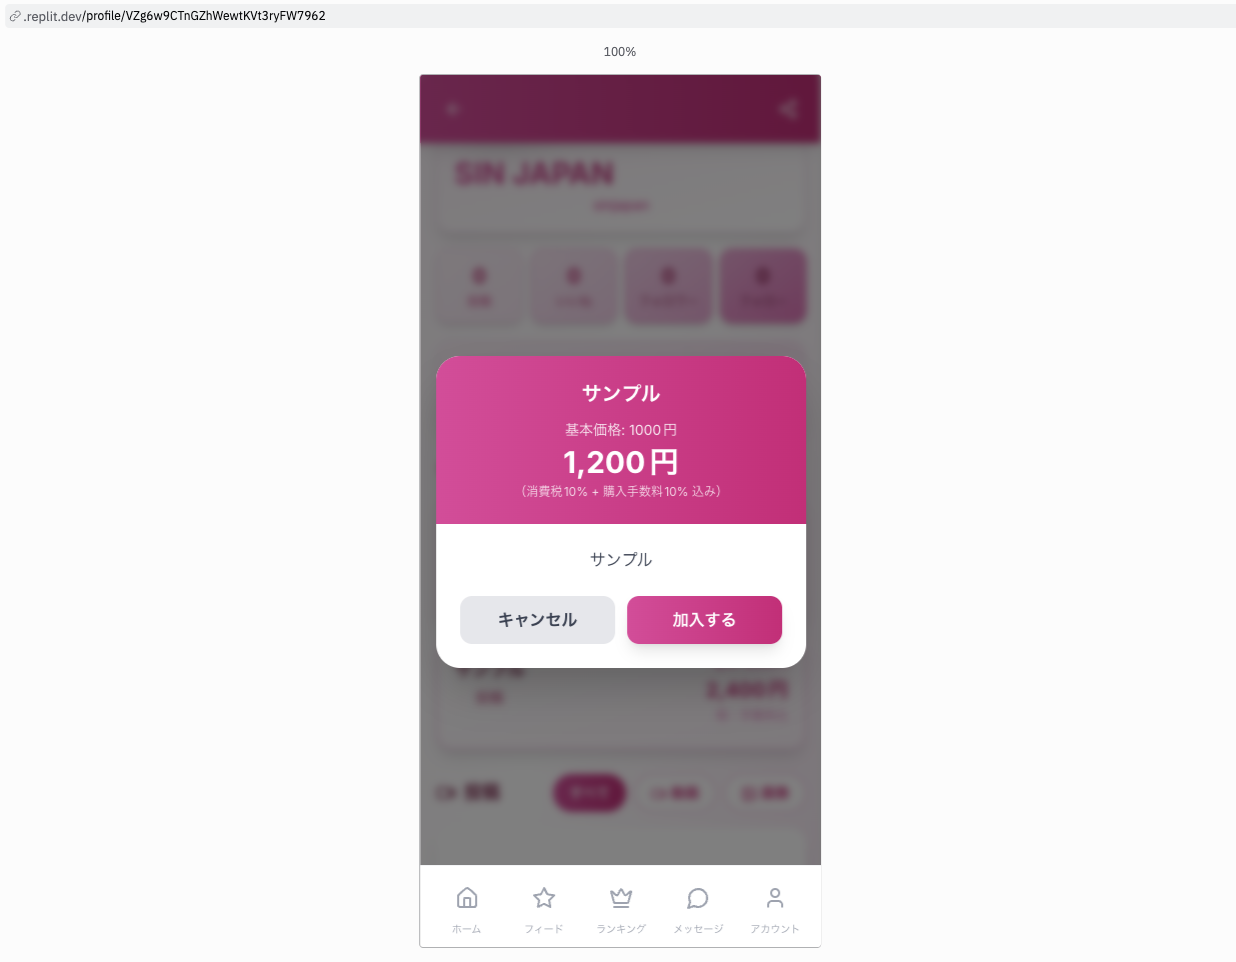 .replit.dev/profile/VZg6w9CTnGZhWewtKVt3ryFW7962
100%
SIN JAPAN
0 0 0 0
サンプル
基本価格: 1000円
1,200円
（消費税10% + 購入手数料10% 込み）
サンプル
キャンセル 加入する
2,400円
ホーム フィード ランキング メッセージ アカウント